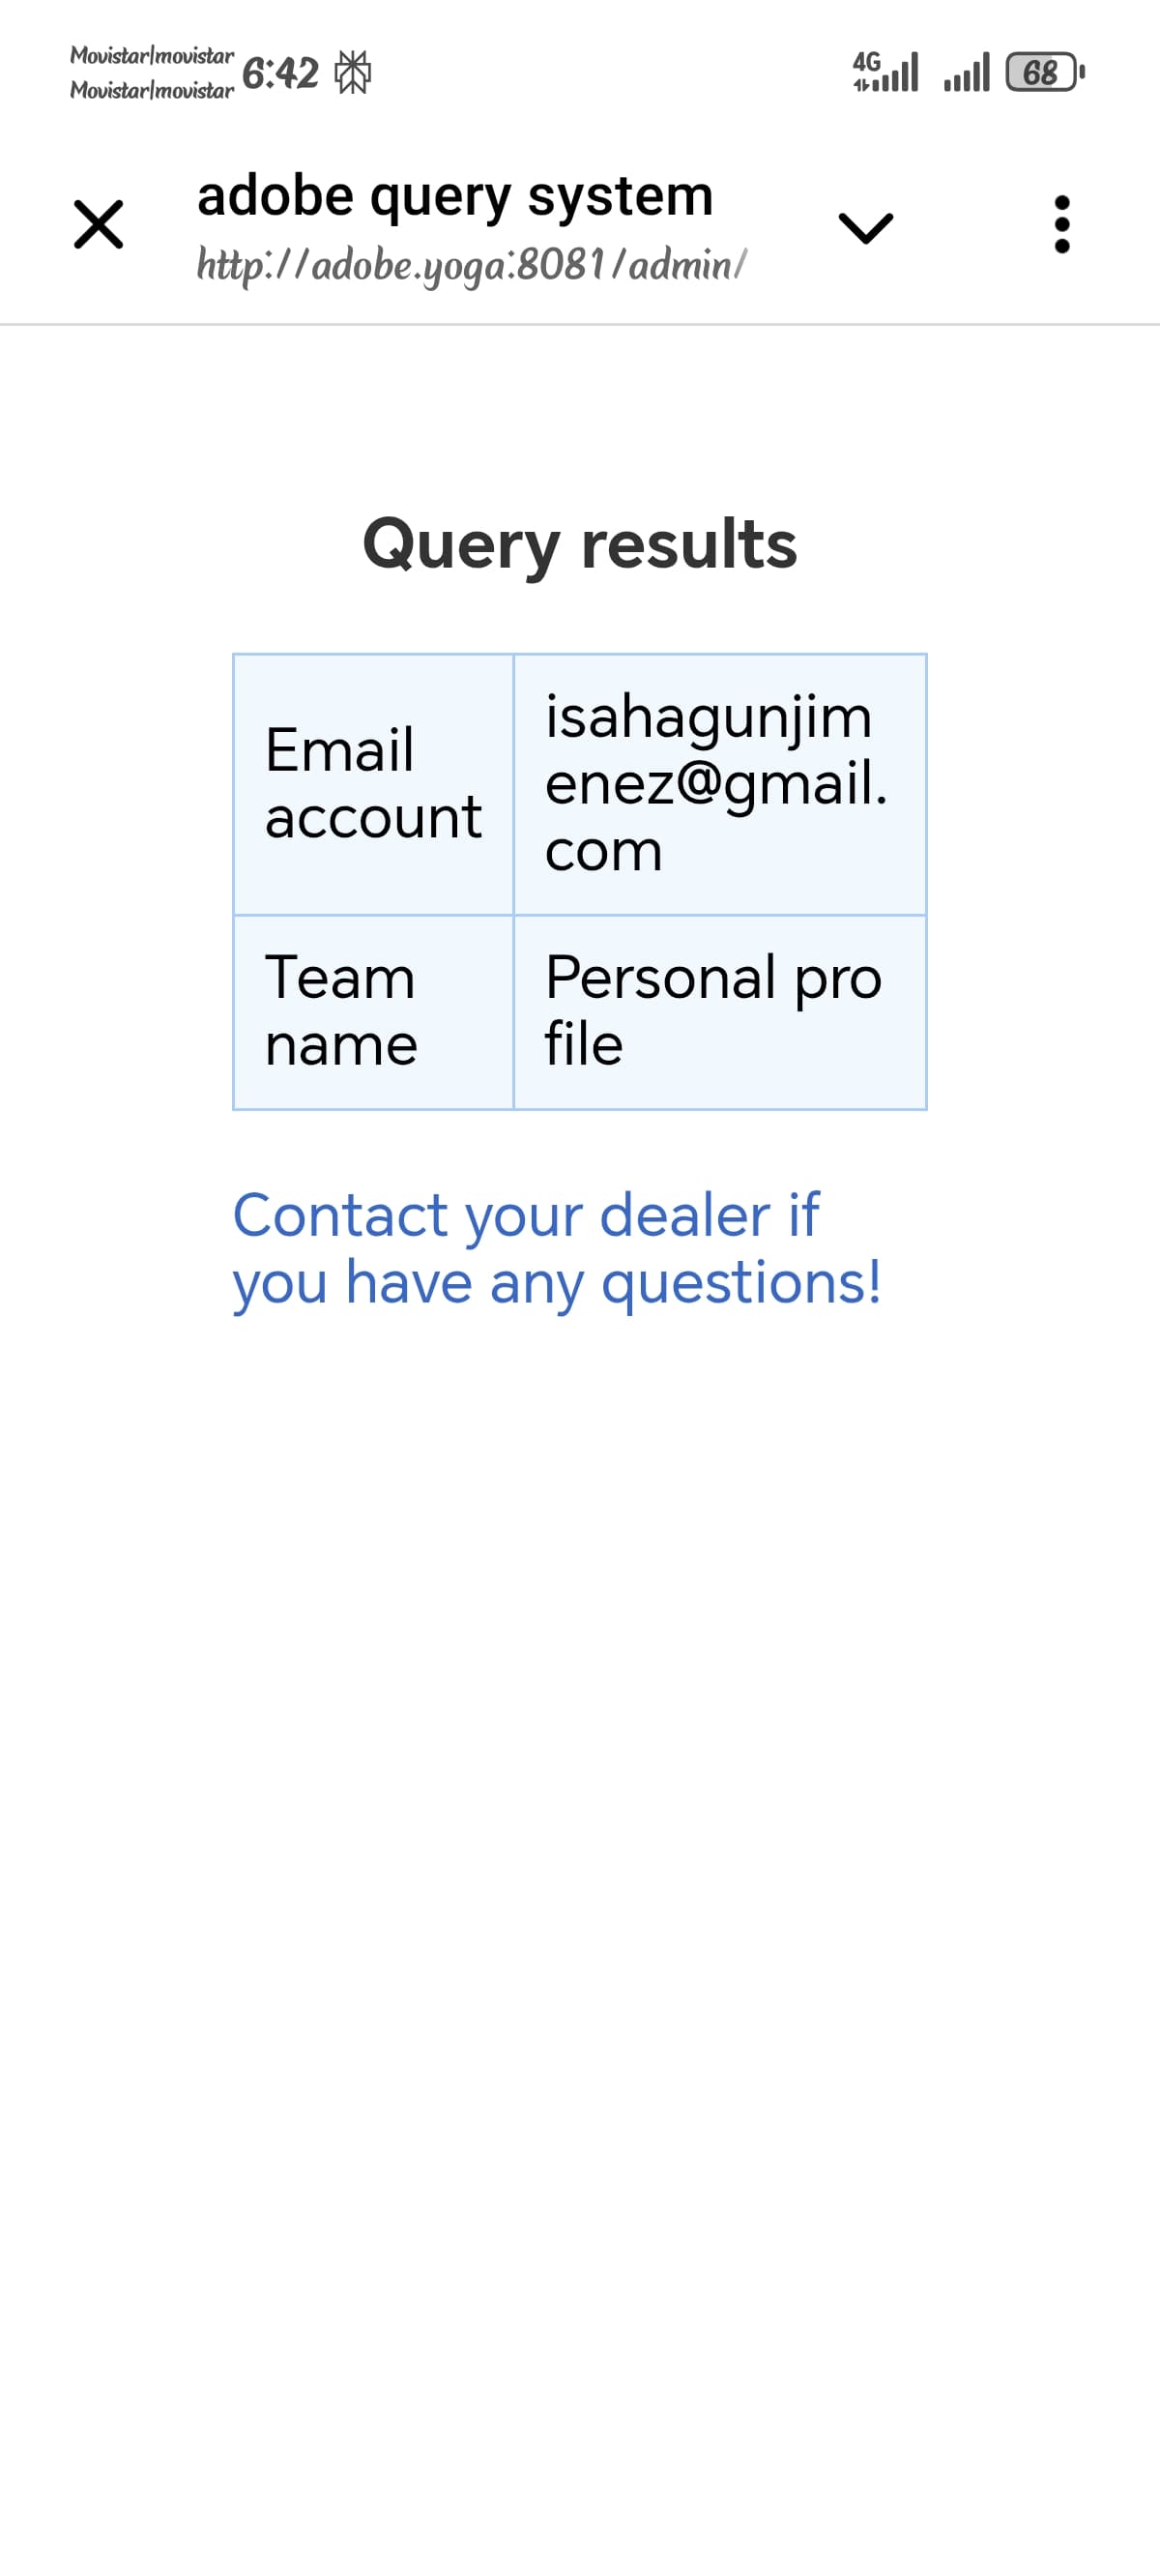 Movistar|movistar
Movistar|movistar
6:42
4G
68
adobe query system
http://adobe.yoga:8081/admin/
Query results
Email
account
isahagunjim
enez@gmail.
com
Team
name
Personal pro
file
Contact your dealer if
you have any questions!